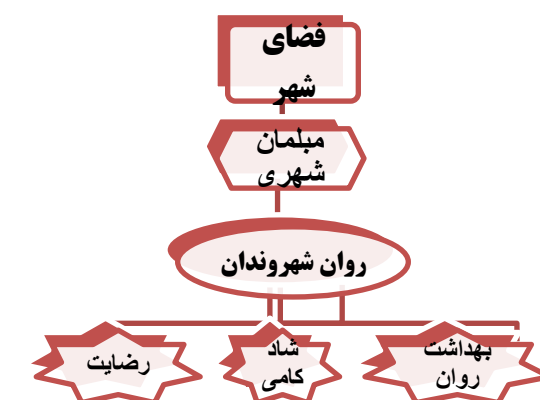 فضای
شهر
مبلمان
شهری
روان شهروندان
بهداشت
روان
شاد
کامی
رضایت